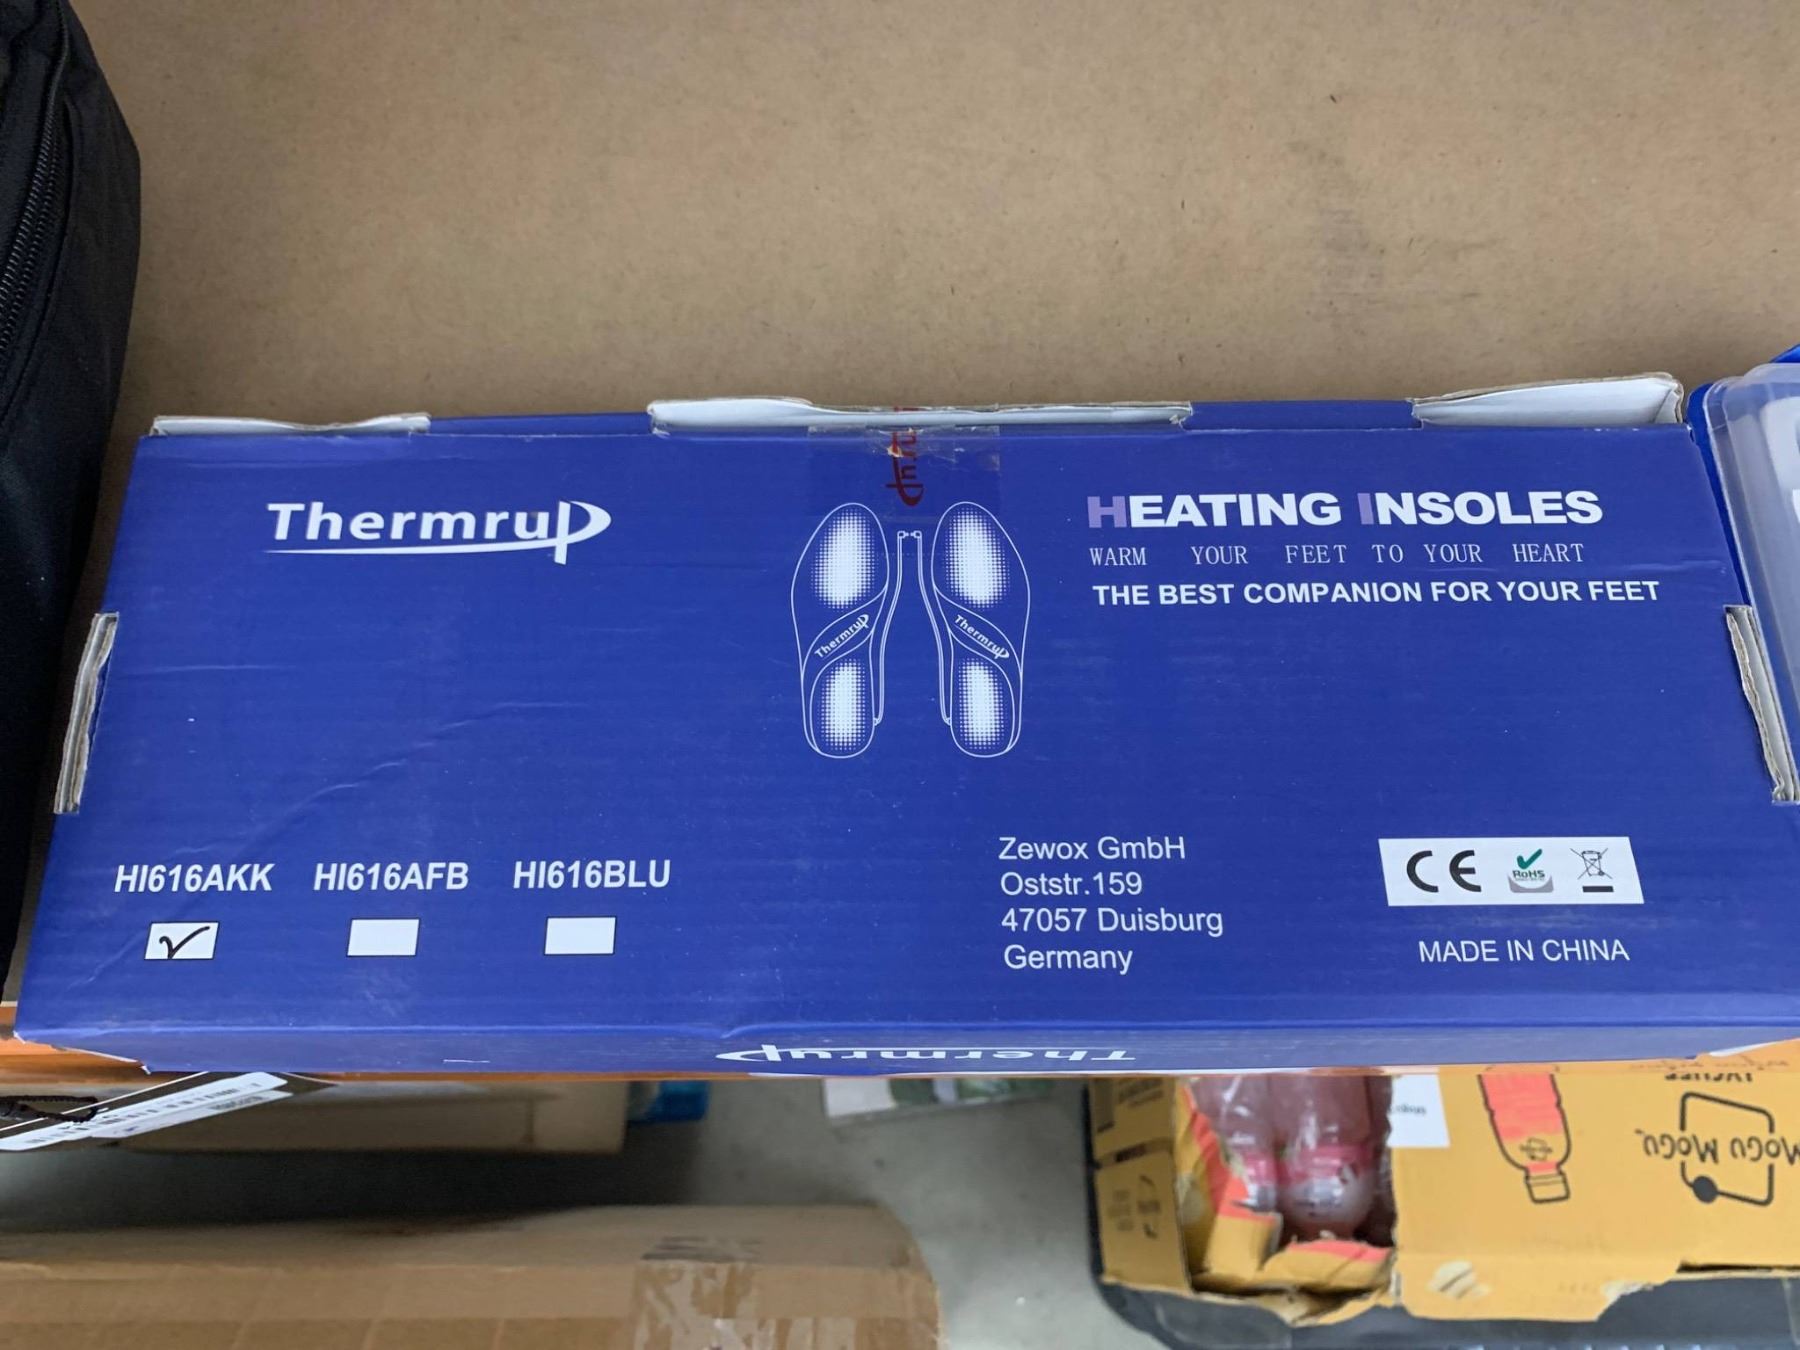 Thermrup
HEATING INSOLES
WARM YOUR FEET TO YOUR HEART
THE BEST COMPANION FOR YOUR FEET
Thermrup
Thermrup
HI616AKK HI616AFB HI616BLU
Zewox GmbH
Oststr.159
47057 Duisburg
Germany
CE
RoHS
MADE IN CHINA
Thermrup
LYCHEE
MOGU MOGU